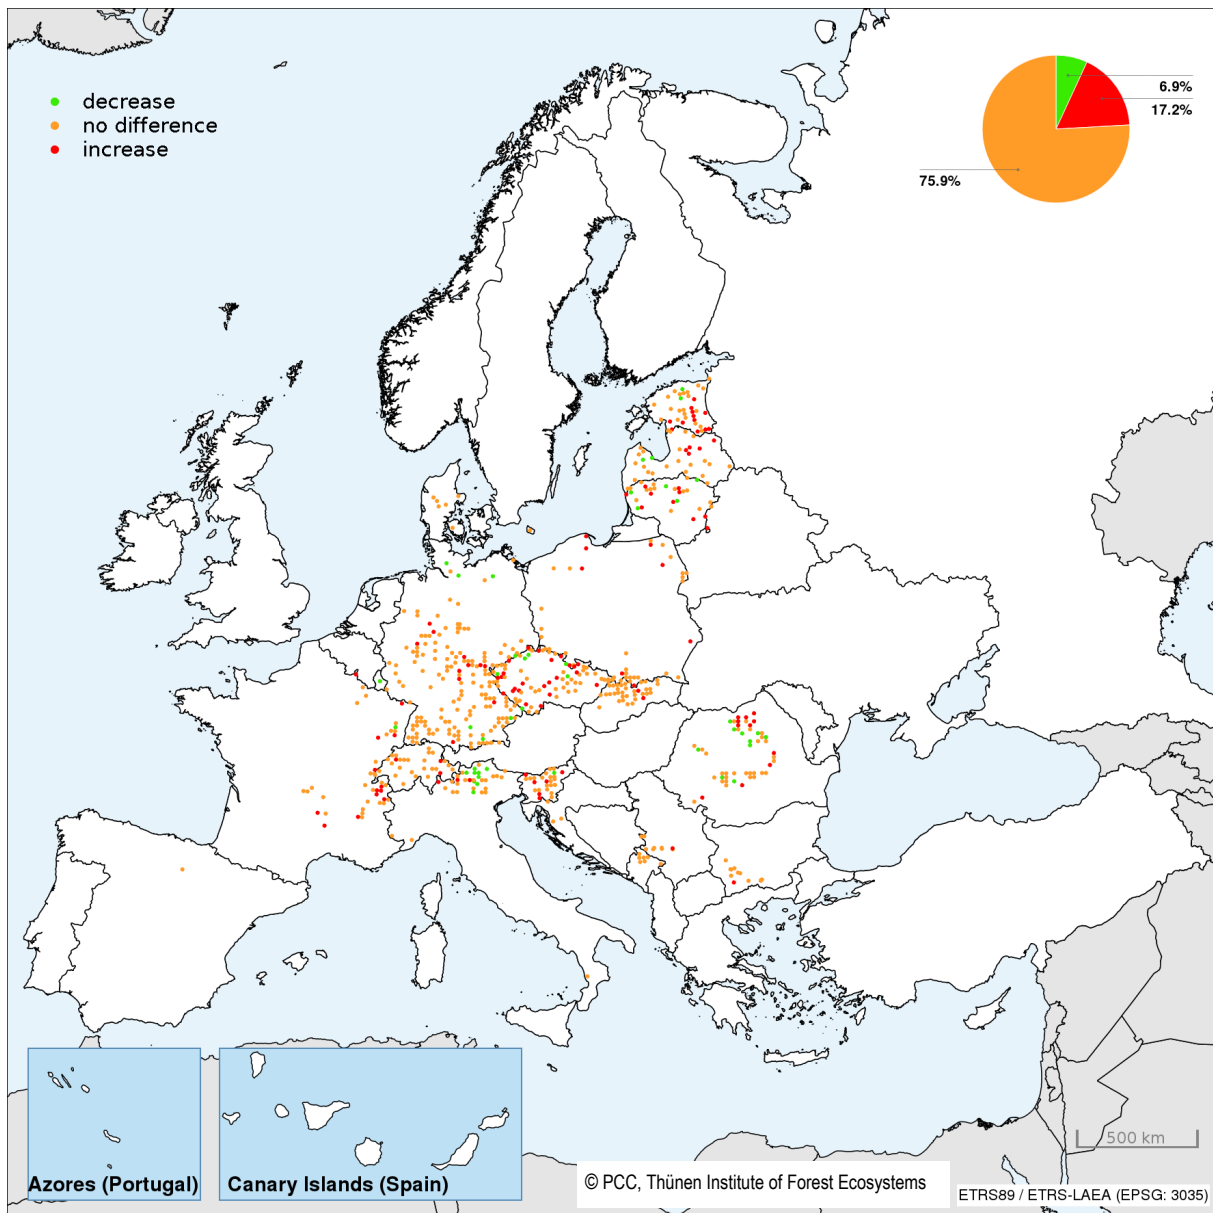 decrease
no difference
increase
6.9%
17.2%
75.9%
500 km
Azores (Portugal)
Canary Islands (Spain)
© PCC, Thünen Institute of Forest Ecosystems
ETRS89 / ETRS-LAEA (EPSG: 3035)